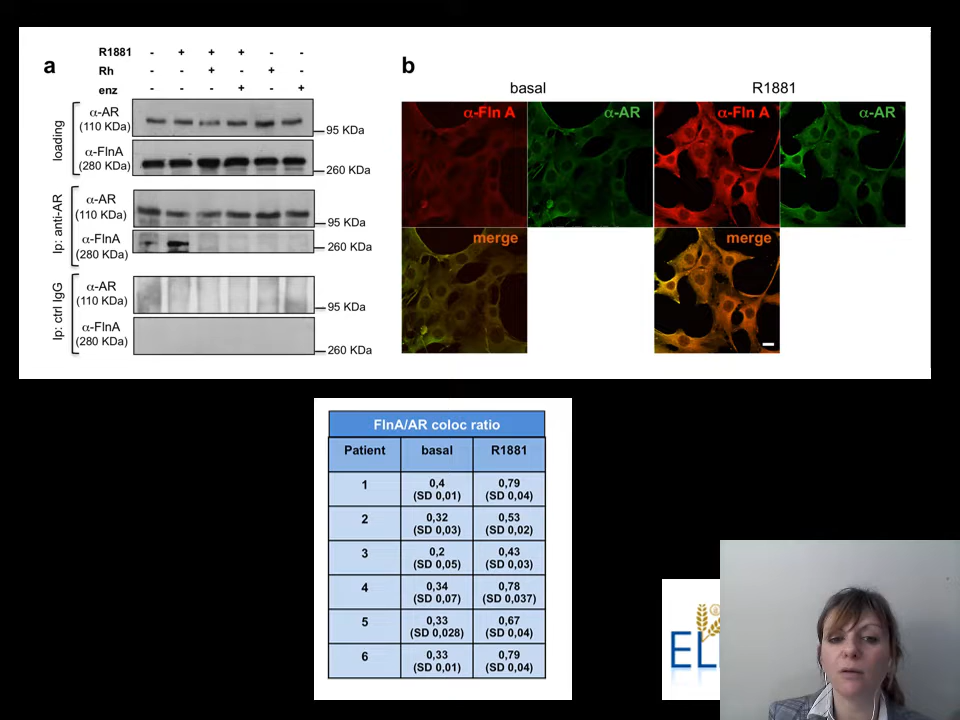 a
R1881 - + + + - -
Rh - - + - + -
enz - - - + - +
loading
α-AR
(110 KDa)
95 KDa
α-FlnA
(280 KDa)
260 KDa
Ip: anti-AR
α-AR
(110 KDa)
95 KDa
α-FlnA
(280 KDa)
260 KDa
Ip: ctrl IgG
α-AR
(110 KDa)
95 KDa
α-FlnA
(280 KDa)
260 KDa
b
basal
R1881
α-Fln A
α-AR
α-Fln A
α-AR
merge
merge
FlnA/AR coloc ratio
Patient basal R1881
1 0,4 (SD 0,01) 0,79 (SD 0,04)
2 0,32 (SD 0,03) 0,53 (SD 0,02)
3 0,2 (SD 0,05) 0,43 (SD 0,03)
4 0,34 (SD 0,07) 0,78 (SD 0,037)
5 0,33 (SD 0,028) 0,67 (SD 0,04)
6 0,33 (SD 0,01) 0,79 (SD 0,04)
EL